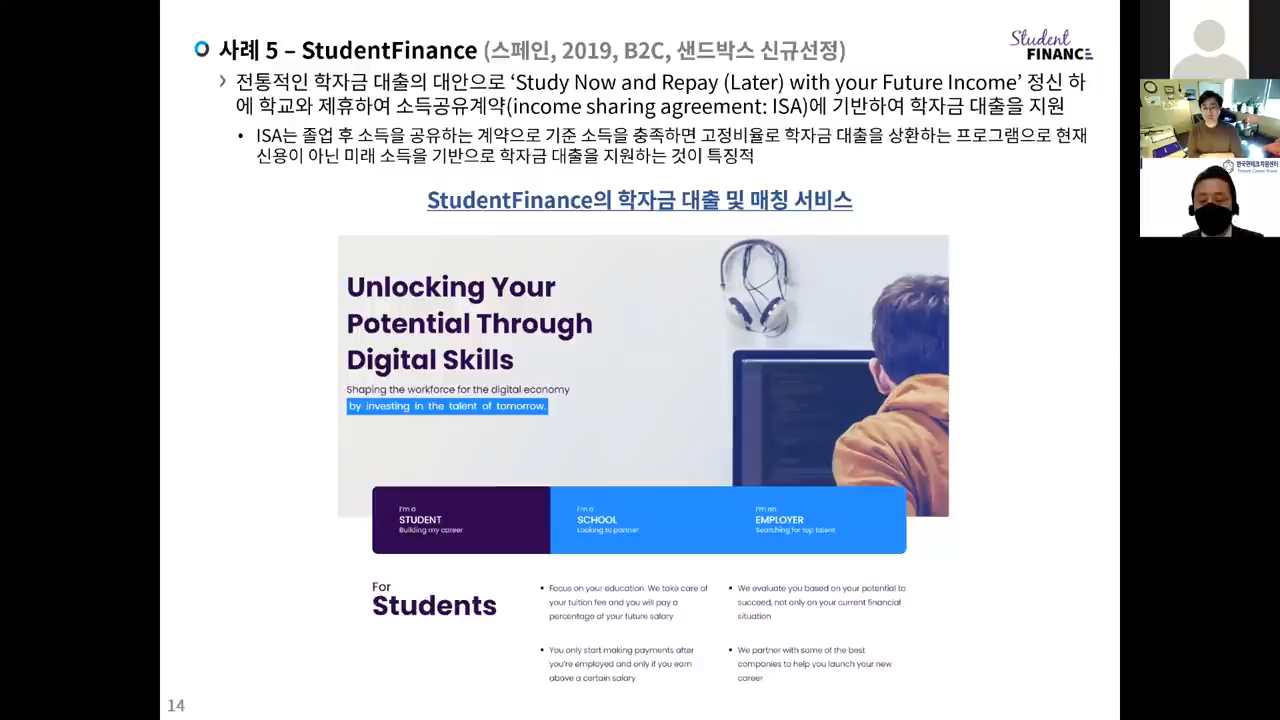 사례 5 – StudentFinance (스페인, 2019, B2C, 샌드박스 신규선정)
Student
FINANCE
› 전통적인 학자금 대출의 대안으로 ‘Study Now and Repay (Later) with your Future Income’ 정신 하
에 학교와 제휴하여 소득공유계약(income sharing agreement: ISA)에 기반하여 학자금 대출을 지원
• ISA는 졸업 후 소득을 공유하는 계약으로 기준 소득을 충족하면 고정비율로 학자금 대출을 상환하는 프로그램으로 현재
신용이 아닌 미래 소득을 기반으로 학자금 대출을 지원하는 것이 특징적
StudentFinance의 학자금 대출 및 매칭 서비스
Unlocking Your
Potential Through
Digital Skills
Shaping the workforce for the digital economy
by investing in the talent of tomorrow.
I'm a
STUDENT
Building my career
I'm a
SCHOOL
Looking to partner
I'm an
EMPLOYER
Searching for top talent
For
Students
• Focus on your education. We take care of
your tuition fee and you will pay a
percentage of your future salary
• We evaluate you based on your potential to
succeed, not only on your current financial
situation
• You only start making payments after
you're employed and only if you earn
above a certain salary
• We partner with some of the best
companies to help you launch your new
career
14
한국핀테크지원센터